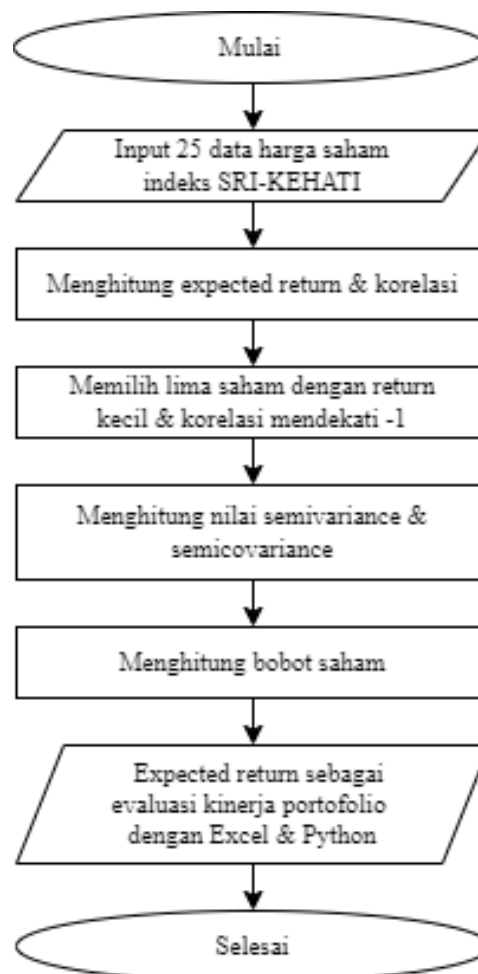 Mulai
Input 25 data harga saham
indeks SRI-KEHATI
Menghitung expected return & korelasi
Memilih lima saham dengan return
kecil & korelasi mendekati -1
Menghitung nilai semivariance &
semicovariance
Menghitung bobot saham
Expected return sebagai
evaluasi kinerja portofolio
dengan Excel & Python
Selesai